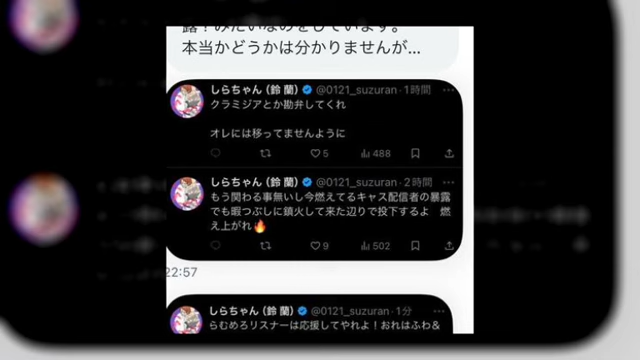 露！みたいなのをしています。
本当かどうかは分かりませんが...
しらちゃん（鈴 蘭） @0121_suzuran・1時間
クラミジアとか勘弁してくれ
オレには移ってませんように
5 488
しらちゃん（鈴 蘭） @0121_suzuran・2時間
もう関わる事無いし今燃えてるキャス配信者の暴露
でも暇つぶしに鎮火して来た辺りで投下するよ　燃
え上がれ🔥
9 502
22:57
しらちゃん（鈴 蘭） @0121_suzuran・1分
らむめろリスナーは応援してやれよ！おれはふわ&